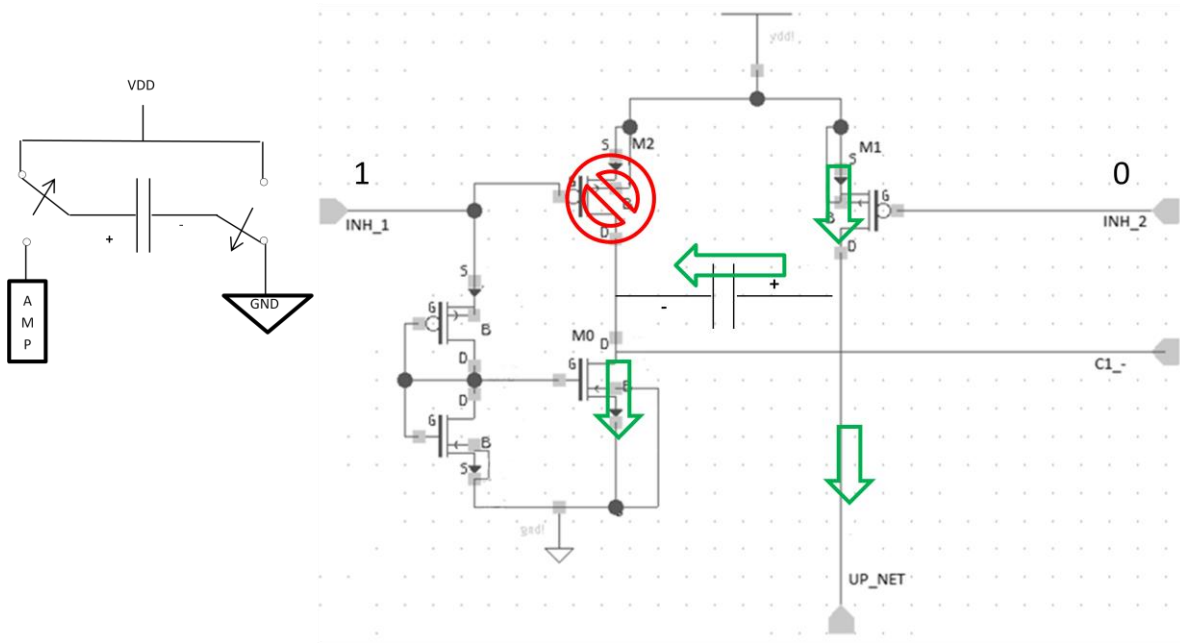 VDD
+
-
A
M
P
GND
vdd!
1
0
M2
M1
S
S
G
G
B
B
D
D
INH_1
INH_2
S
G
B
D
+
-
M0
D
G
B
C1_-
D
G
B
S
gnd!
UP_NET